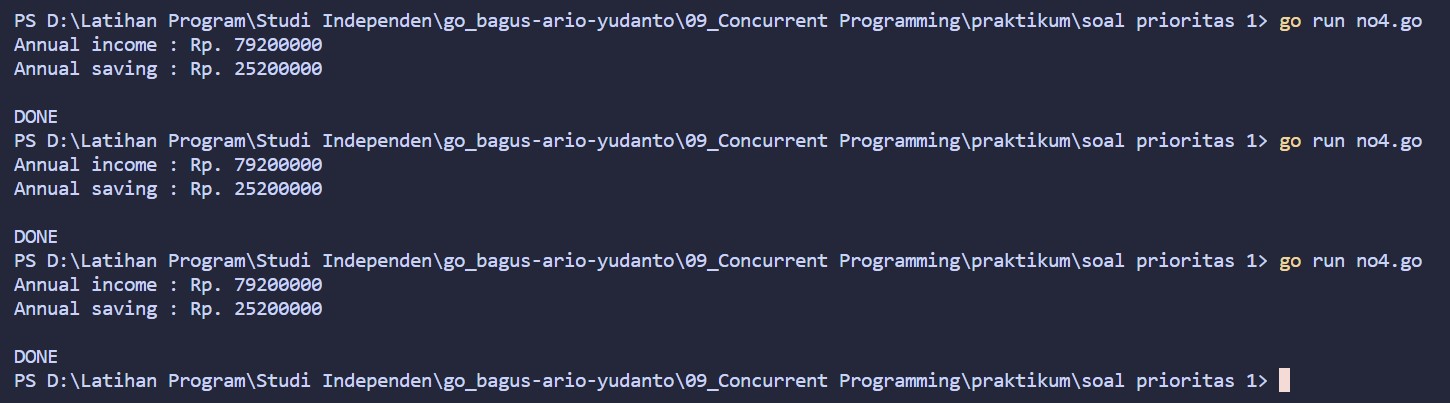 PS D:\Latihan Program\Studi Independen\go_bagus-ario-yudanto\09_Concurrent Programming\praktikum\soal prioritas 1> go run no4.go
Annual income : Rp. 79200000
Annual saving : Rp. 25200000
DONE
PS D:\Latihan Program\Studi Independen\go_bagus-ario-yudanto\09_Concurrent Programming\praktikum\soal prioritas 1> go run no4.go
Annual income : Rp. 79200000
Annual saving : Rp. 25200000
DONE
PS D:\Latihan Program\Studi Independen\go_bagus-ario-yudanto\09_Concurrent Programming\praktikum\soal prioritas 1> go run no4.go
Annual income : Rp. 79200000
Annual saving : Rp. 25200000
DONE
PS D:\Latihan Program\Studi Independen\go_bagus-ario-yudanto\09_Concurrent Programming\praktikum\soal prioritas 1>